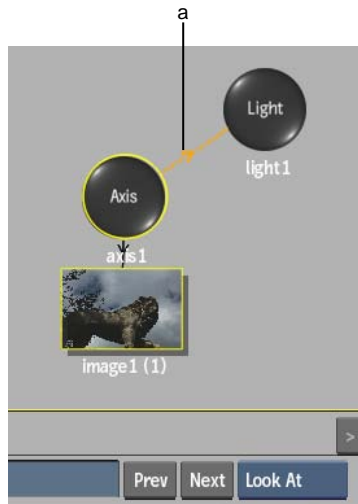 a
Light
light1
Axis
axis1
image1 (1)
>
Prev Next Look At